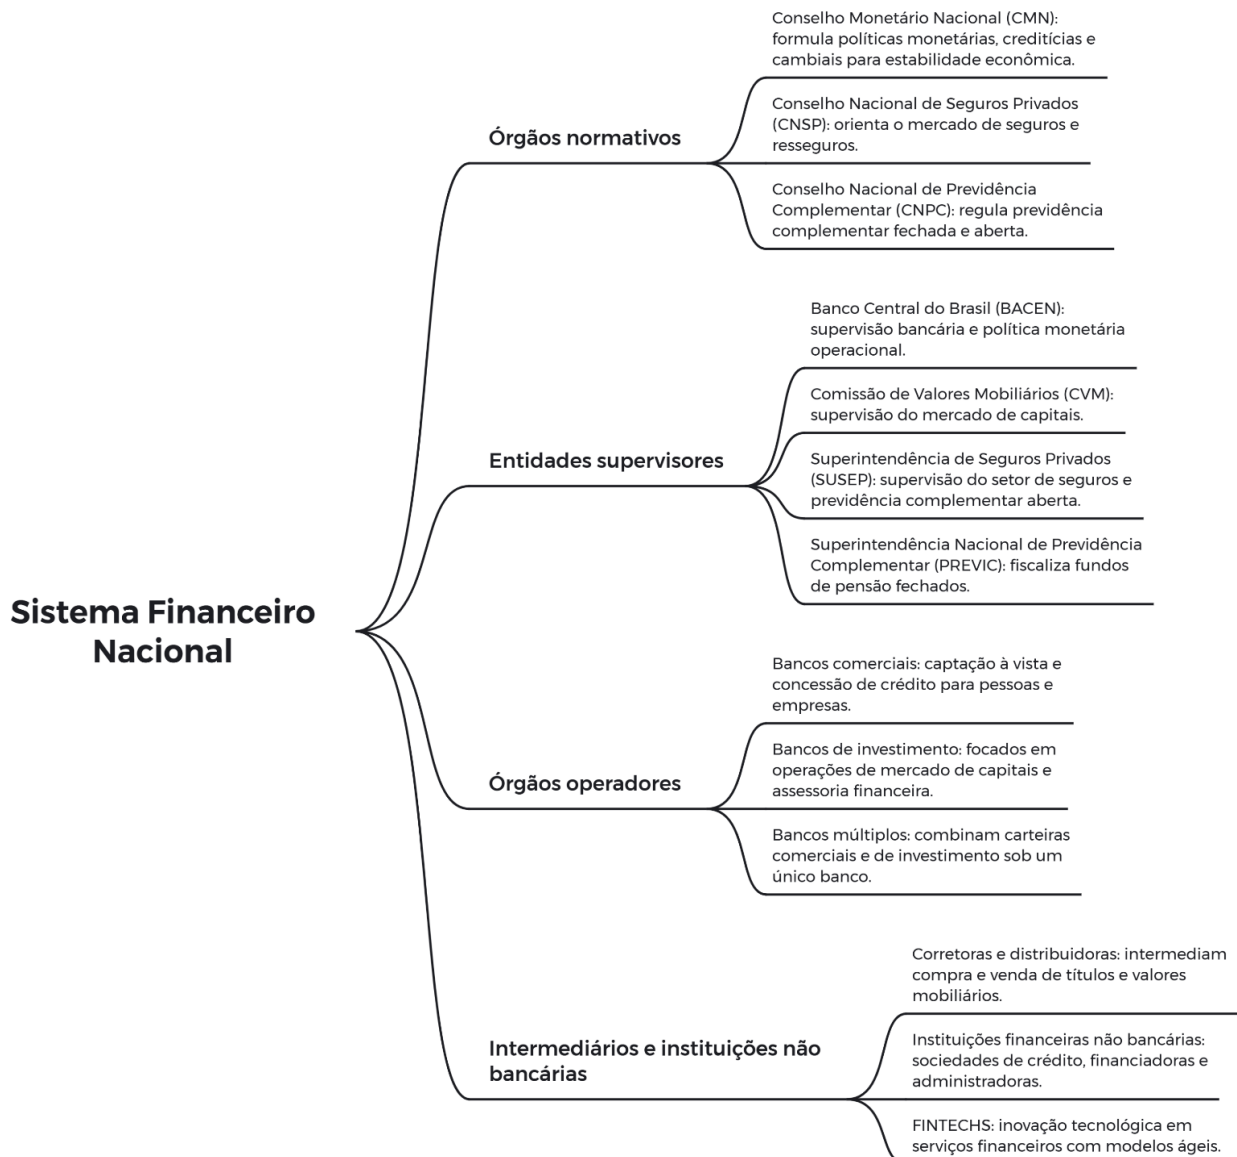 Sistema Financeiro
Nacional
Órgãos normativos
Conselho Monetário Nacional (CMN):
formula políticas monetárias, creditícias e
cambiais para estabilidade econômica.
Conselho Nacional de Seguros Privados
(CNSP): orienta o mercado de seguros e
resseguros.
Conselho Nacional de Previdência
Complementar (CNPC): regula previdência
complementar fechada e aberta.
Entidades supervisores
Banco Central do Brasil (BACEN):
supervisão bancária e política monetária
operacional.
Comissão de Valores Mobiliários (CVM):
supervisão do mercado de capitais.
Superintendência de Seguros Privados
(SUSEP): supervisão do setor de seguros e
previdência complementar aberta.
Superintendência Nacional de Previdência
Complementar (PREVIC): fiscaliza fundos
de pensão fechados.
Órgãos operadores
Bancos comerciais: captação à vista e
concessão de crédito para pessoas e
empresas.
Bancos de investimento: focados em
operações de mercado de capitais e
assessoria financeira.
Bancos múltiplos: combinam carteiras
comerciais e de investimento sob um
único banco.
Intermediários e instituições não
bancárias
Corretoras e distribuidoras: intermediam
compra e venda de títulos e valores
mobiliários.
Instituições financeiras não bancárias:
sociedades de crédito, financiadoras e
administradoras.
FINTECHS: inovação tecnológica em
serviços financeiros com modelos ágeis.